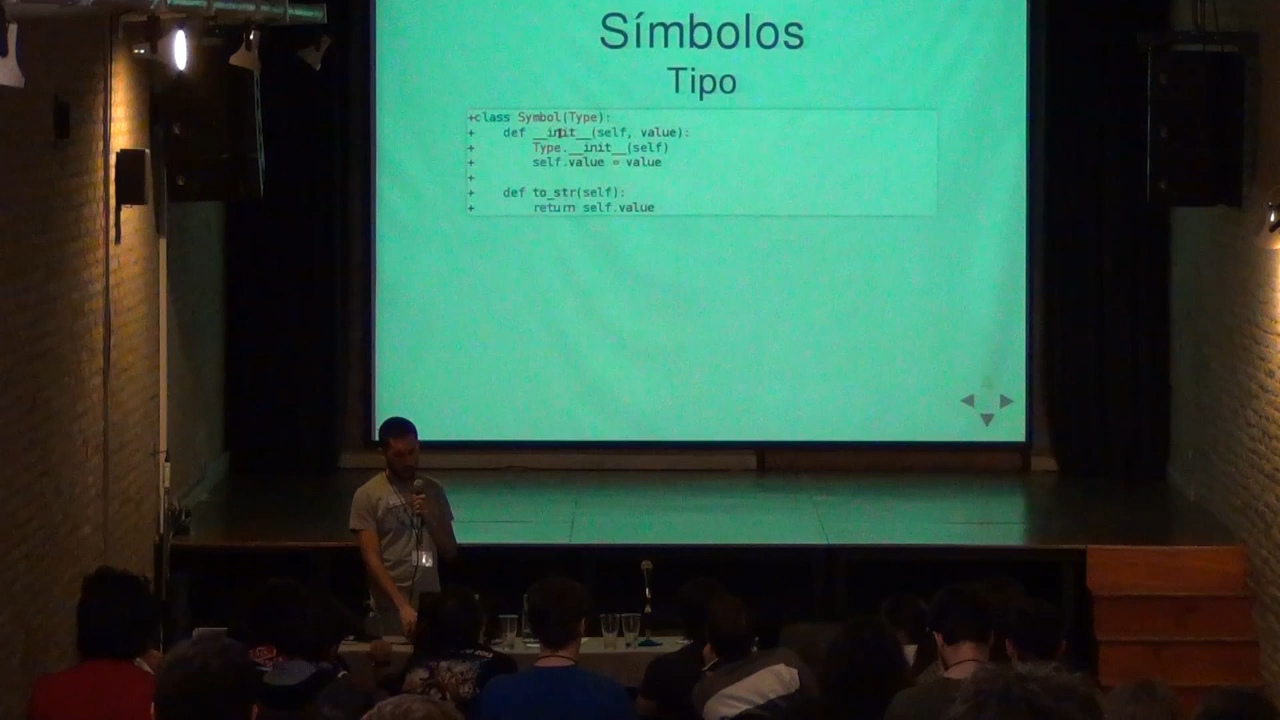 Símbolos
Tipo
+class Symbol(Type):
+    def __init__(self, value):
+        Type.__init__(self)
+        self.value = value
+
+    def to_str(self):
+        return self.value